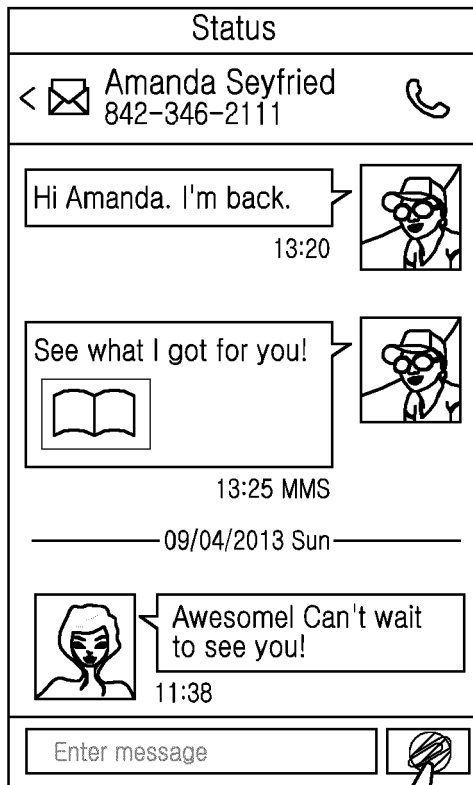 Status
Amanda Seyfried
842-346-2111
Hi Amanda. I'm back.
13:20
See what I got for you!
13:25 MMS
09/04/2013 Sun
Awesomel Can't wait
to see you!
11:38
Enter message